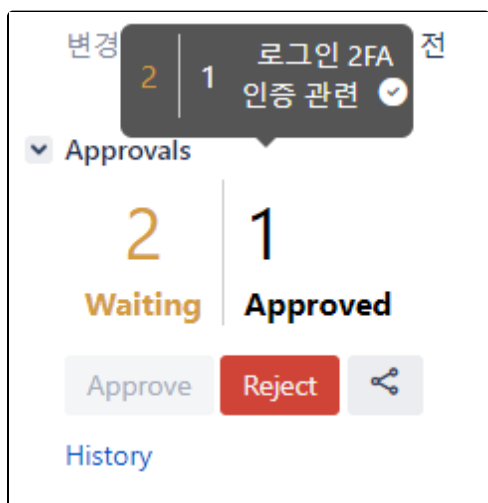 변경
전
2 1 로그인 2FA
인증 관련
Approvals
2 1
Waiting Approved
Approve Reject
History